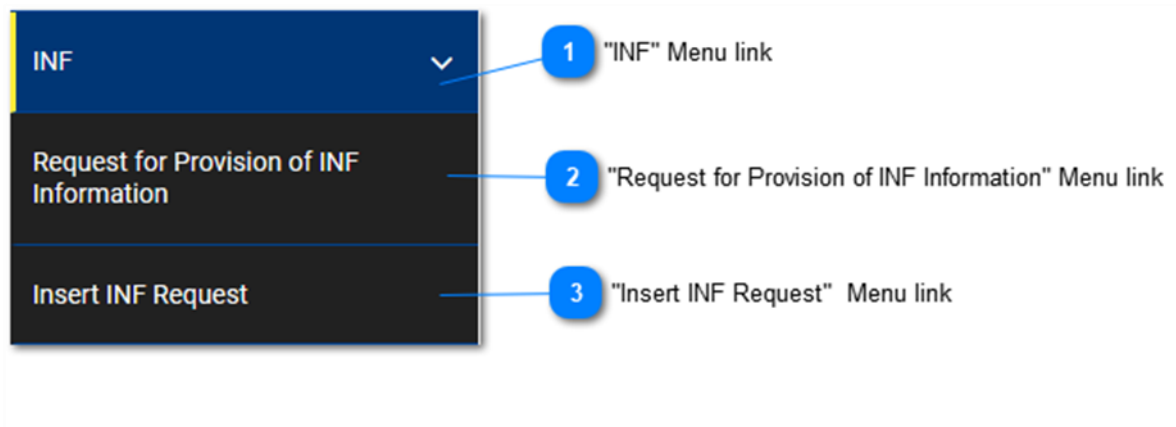 INF
1 "INF" Menu link
Request for Provision of INF
Information
2 "Request for Provision of INF Information" Menu link
Insert INF Request
3 "Insert INF Request" Menu link